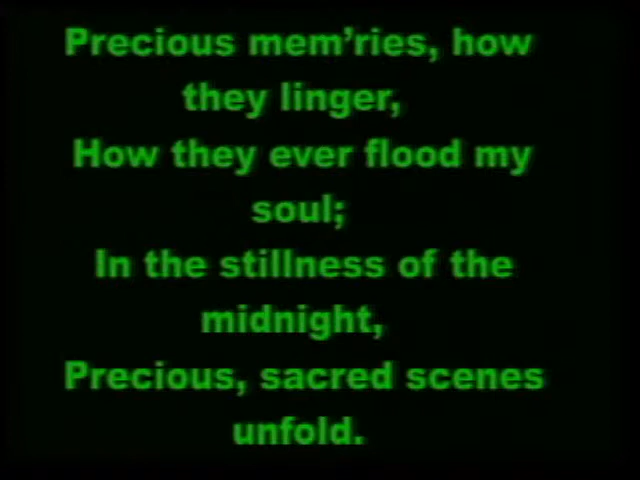 Precious mem’ries, how
they linger,
How they ever flood my
soul;
In the stillness of the
midnight,
Precious, sacred scenes
unfold.